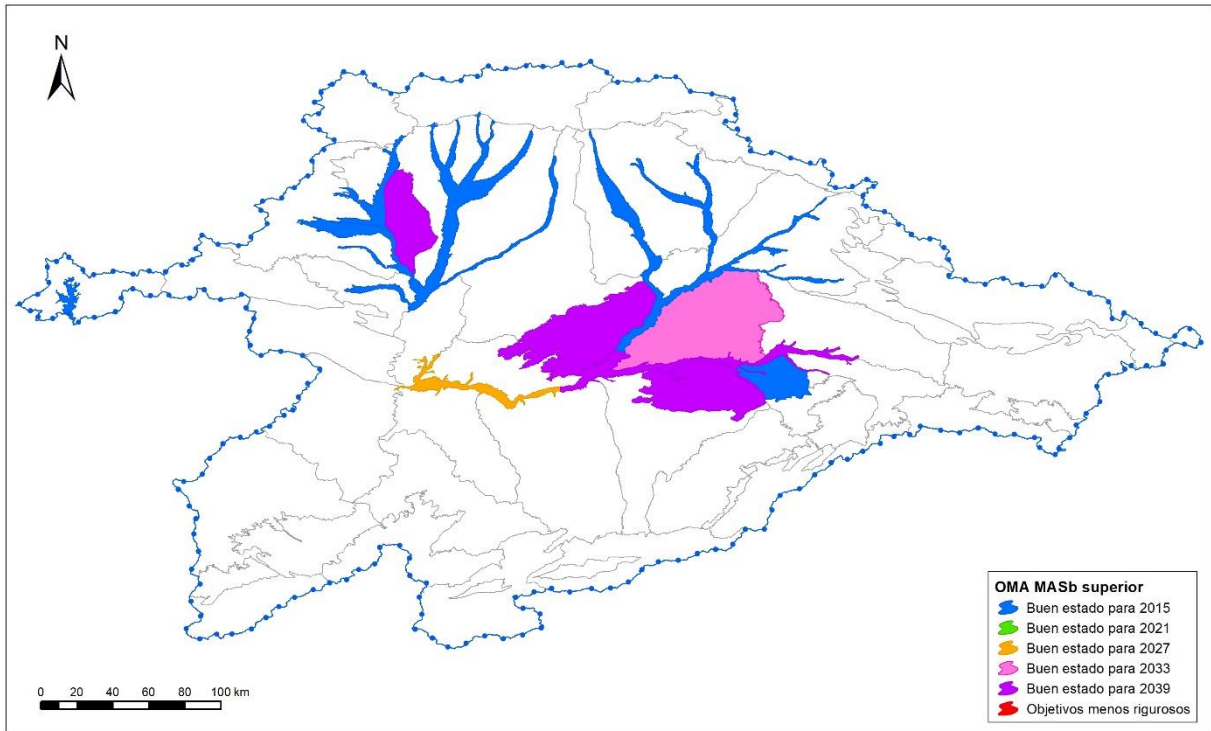 N
OMA MASb superior
Buen estado para 2015
Buen estado para 2021
Buen estado para 2027
Buen estado para 2033
Buen estado para 2039
Objetivos menos rigurosos
0 20 40 60 80 100 km